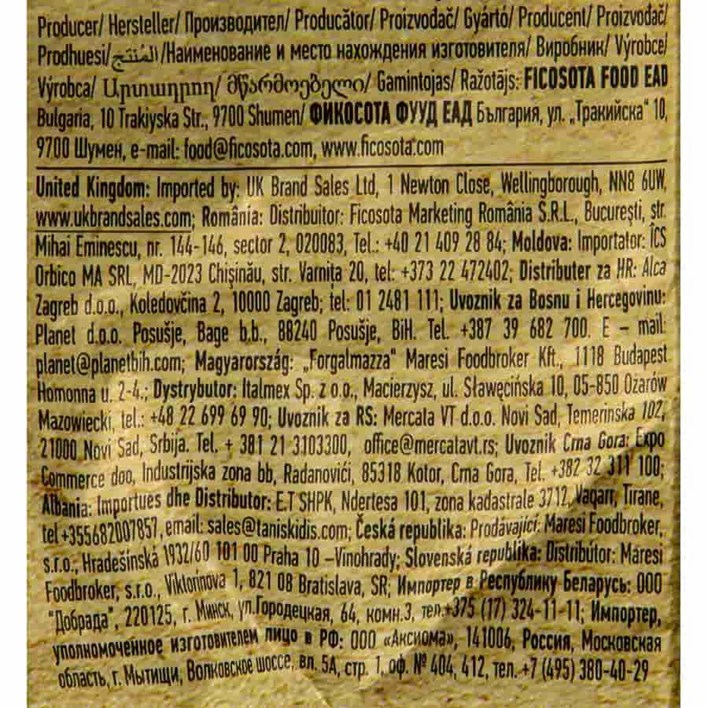 Producer/ Hersteller/ Производител/ Producător/ Proizvođač/ Gyártó/ Producent/ Proizvođač/
Prodhuesi/ المُنتَج/ Наименование и место нахождения изготовителя/ Виробник/ Výrobce/
Výrobca/ Արտադրող/ მწარმოებელი/ Gamintojas/ Ražotājs: FICOSOTA FOOD EAD
Bulgaria, 10 Trakiyska Str., 9700 Shumen/ ФИКОСОТА ФУУД ЕАД България, ул. „Тракийска" 10,
9700 Шумен, e-mail: food@ficosota.com, www.ficosota.com
United Kingdom: Imported by: UK Brand Sales Ltd, 1 Newton Close, Wellingborough, NN8 6UW,
www.ukbrandsales.com; România: Distribuitor: Ficosota Marketing România S.R.L., București, str.
Mihai Eminescu, nr. 144-146, sector 2, 020083, Tel.: +40 21 409 28 84; Moldova: Importator: ÎCS
Orbico MA SRL, MD-2023 Chișinău, str. Varnița 20, tel: +373 22 472402; Distributer za HR: Alca
Zagreb d.o.o., Koledovčina 2, 10000 Zagreb; tel: 01 2481 111; Uvoznik za Bosnu i Hercegovinu:
Planet d.o.o. Posušje, Bage b.b., 88240 Posušje, BiH. Tel. +387 39 682 700. E – mail:
planet@planetbih.com; Magyarország: „Forgalmazza" Maresi Foodbroker Kft., 1118 Budapest
Homonna u. 2-4.; Dystrybutor: Italmex Sp. z o.o., Macierzysz, ul. Sławęcińska 10, 05-850 Ożarów
Mazowiecki, tel.: +48 22 699 69 90; Uvoznik za RS: Mercata VT d.o.o. Novi Sad, Temerinska 102,
21000 Novi Sad, Srbija. Tel. + 381 21 3103300, office@mercatavt.rs; Uvoznik Crna Gora: Expo
Commerce doo, Industrijska zona bb, Radanovići, 85318 Kotor, Crna Gora, Tel. +382 32 311 100;
Albania: Importues dhe Distributor: E.T SHPK, Ndertesa 101, zona kadastrale 3712, Vaqarr, Tirane,
tel +355682007857, email: sales@taniskidis.com; Česká republika: Prodávající: Maresi Foodbroker,
s.r.o., Hradešínská 1932/60 101 00 Praha 10 –Vinohrady; Slovenská republika: Distribútor: Maresi
Foodbroker, s.r.o., Viktorínova 1, 821 08 Bratislava, SR; Импортер в Республику Беларусь: ООО
"Добрада", 220125, г. Минск, ул.Городецкая, 64, комн.3, тел.+375 (17) 324-11-11; Импортер,
уполномоченное изготовителем лицо в РФ: ООО «Аксиома», 141006, Россия, Московская
область, г. Мытищи, Волковское шоссе, вл. 5А, стр. 1, оф. № 404, 412, тел. +7 (495) 380-40-29